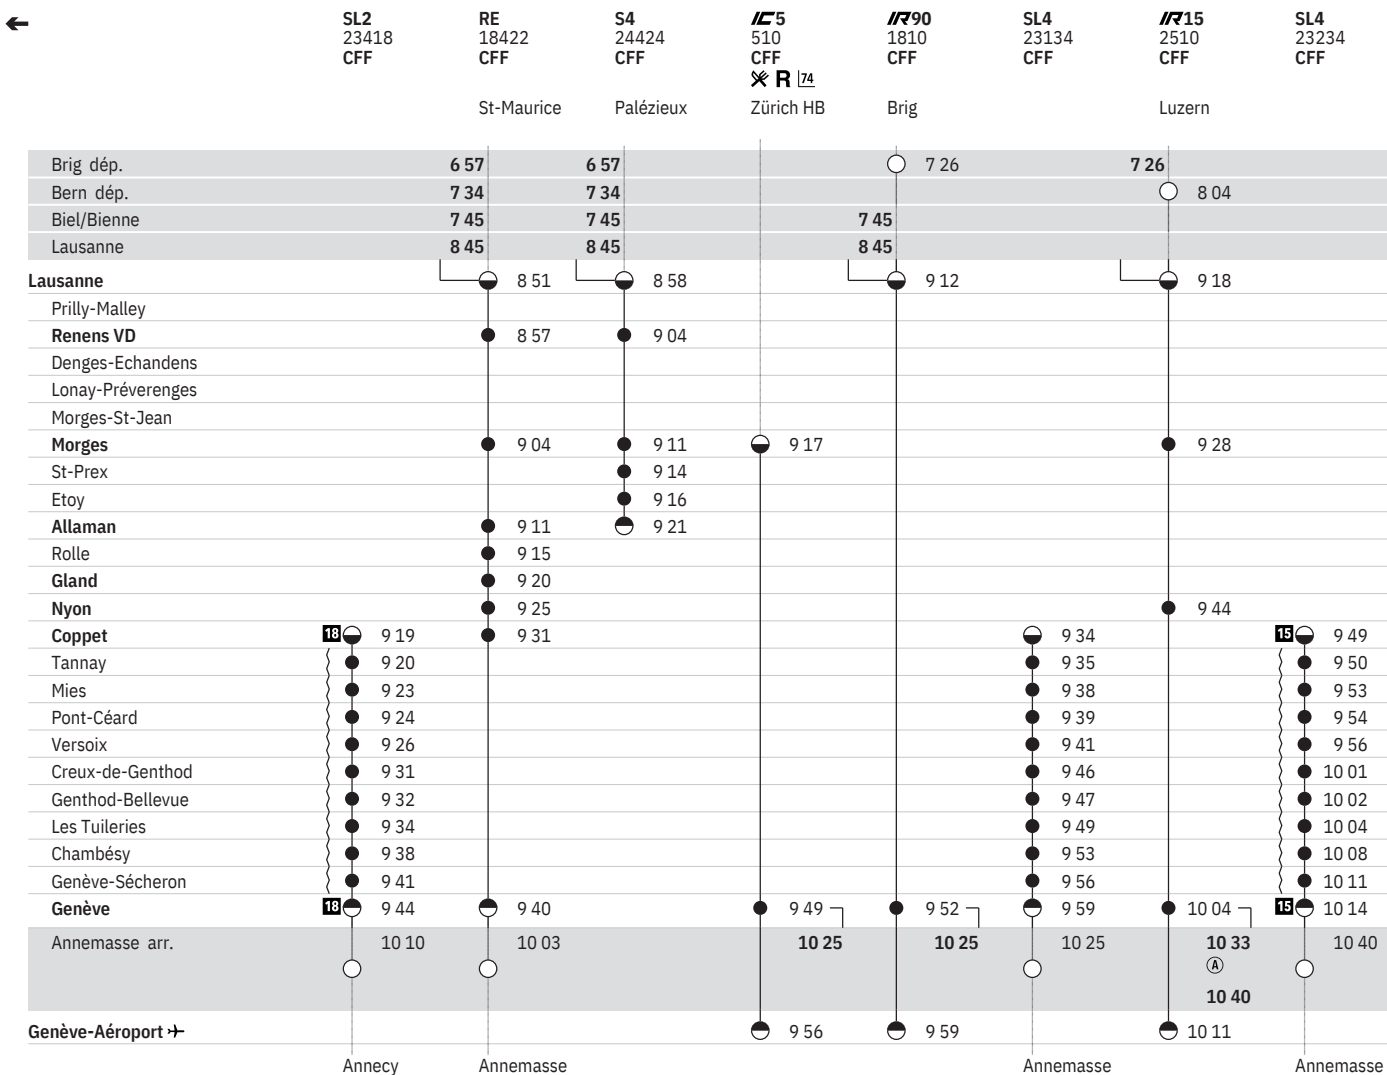 SL2 RE S4 IC5 IR90 SL4 IR15 SL4
23418 18422 24424 510 1810 23134 2510 23234
CFF CFF CFF CFF CFF CFF CFF CFF
R 74
St-Maurice Palézieux Zürich HB Brig Luzern
Brig dép. 6 57 6 57 7 26 7 26
Bern dép. 7 34 7 34 8 04
Biel/Bienne 7 45 7 45 7 45
Lausanne 8 45 8 45 8 45
Lausanne 8 51 8 58 9 12 9 18
Prilly-Malley
Renens VD 8 57 9 04
Denges-Echandens
Lonay-Préverenges
Morges-St-Jean
Morges 9 04 9 11 9 17 9 28
St-Prex 9 14
Etoy 9 16
Allaman 9 11 9 21
Rolle 9 15
Gland 9 20
Nyon 9 25 9 44
Coppet 18 9 19 9 31 9 34 15 9 49
Tannay 9 20 9 35 9 50
Mies 9 23 9 38 9 53
Pont-Céard 9 24 9 39 9 54
Versoix 9 26 9 41 9 56
Creux-de-Genthod 9 31 9 46 10 01
Genthod-Bellevue 9 32 9 47 10 02
Les Tuileries 9 34 9 49 10 04
Chambésy 9 38 9 53 10 08
Genève-Sécheron 9 41 9 56 10 11
Genève 18 9 44 9 40 9 49 9 52 9 59 10 04 15 10 14
Annemasse arr. 10 10 10 03 10 25 10 25 10 25 10 33 10 40
A
10 40
Genève-Aéroport 9 56 9 59 10 11
Annecy Annemasse Annemasse Annemasse